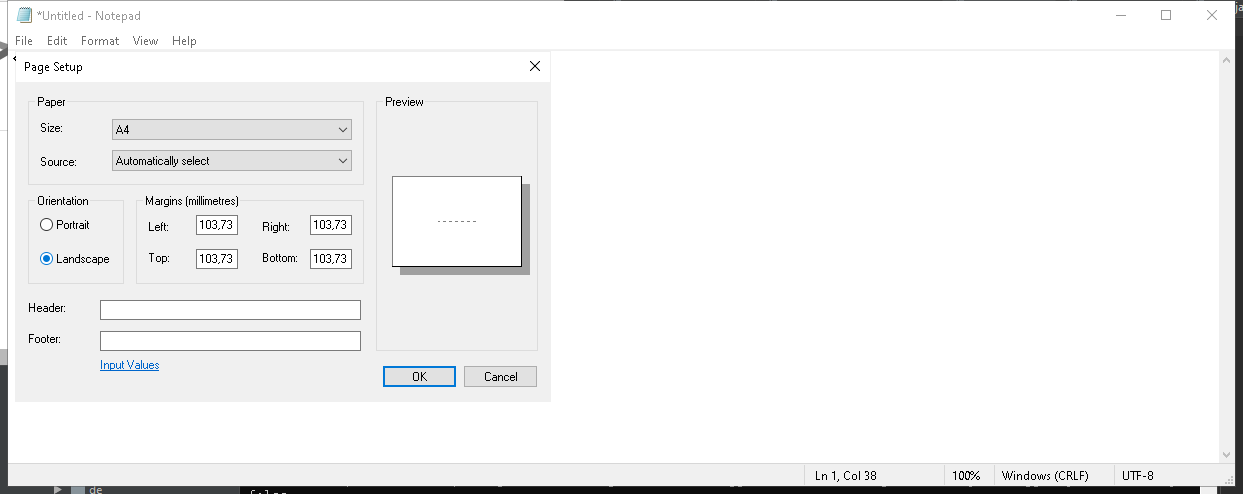 *Untitled - Notepad
File Edit Format View Help
Page Setup
Paper
Size: A4
Source: Automatically select
Orientation
Portrait
Landscape
Margins (millimetres)
Left: 103,73 Right: 103,73
Top: 103,73 Bottom: 103,73
Preview
Header:
Footer:
Input Values
OK Cancel
Ln 1, Col 38 100% Windows (CRLF) UTF-8
de